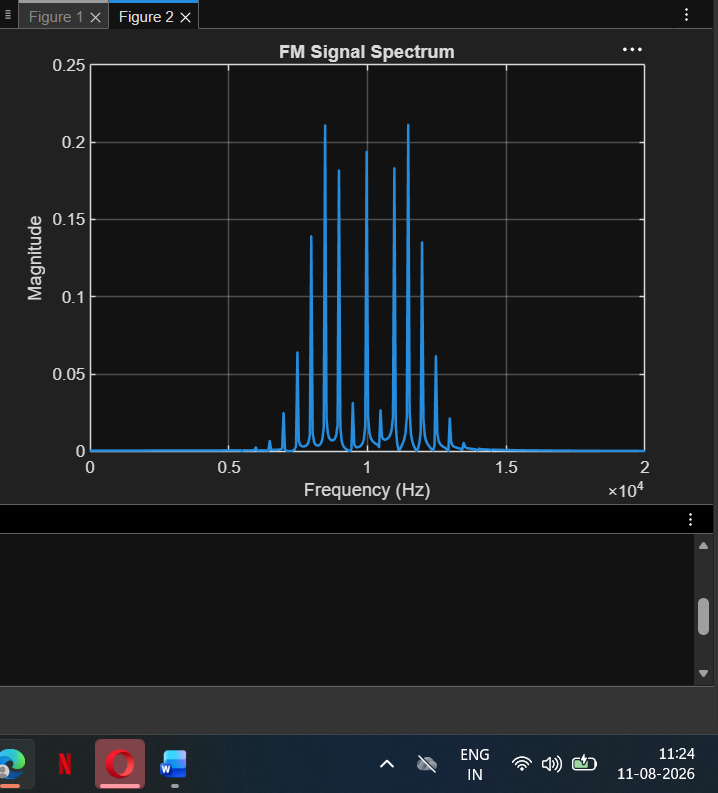 Figure 1 ×
Figure 2 ×
FM Signal Spectrum
0.25
0.2
0.15
0.1
0.05
0
Magnitude
0 0.5 1 1.5 2
Frequency (Hz)
×10⁴
N
W
ENG
IN
11:24
11-08-2026